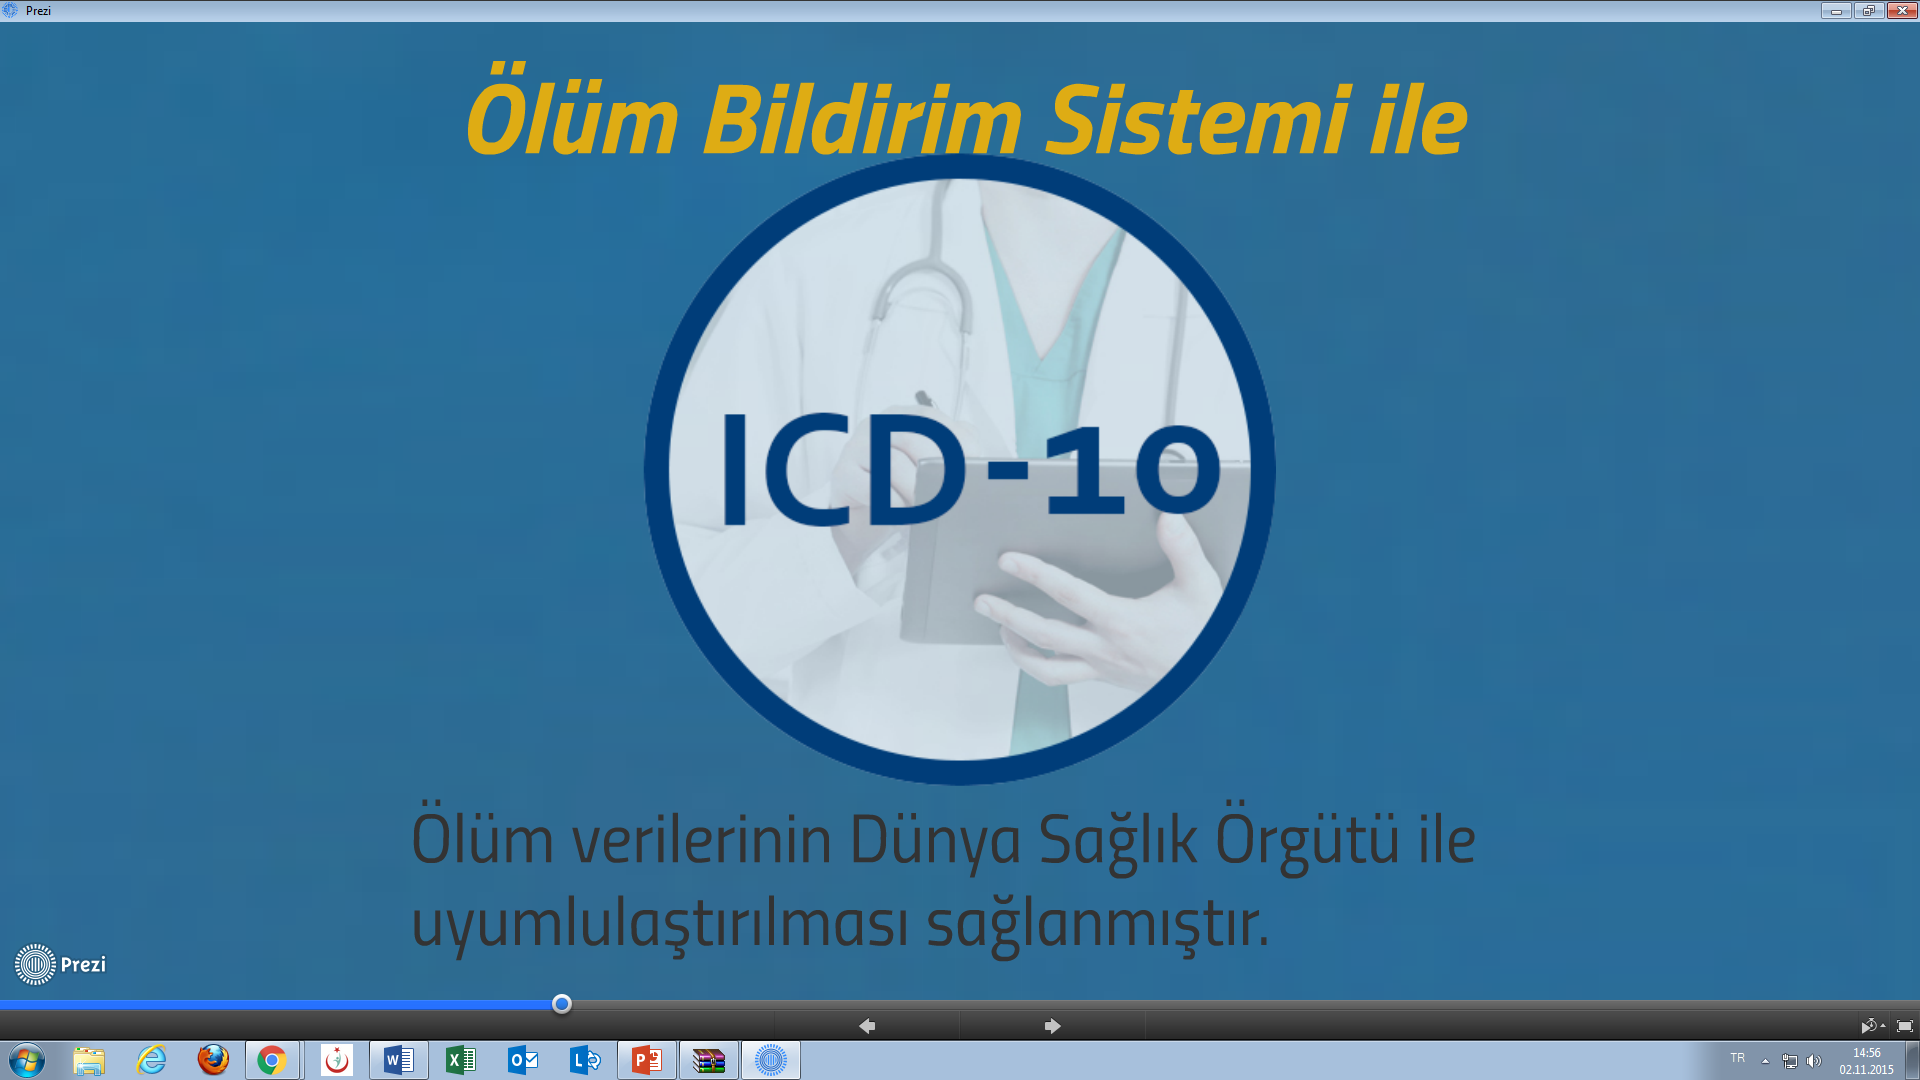 Prezi
Ölüm Bildirim Sistemi ile
ICD-10
Ölüm verilerinin Dünya Sağlık Örgütü ile
uyumlulaştırılması sağlanmıştır.
Prezi
TR
14:56
02.11.2015